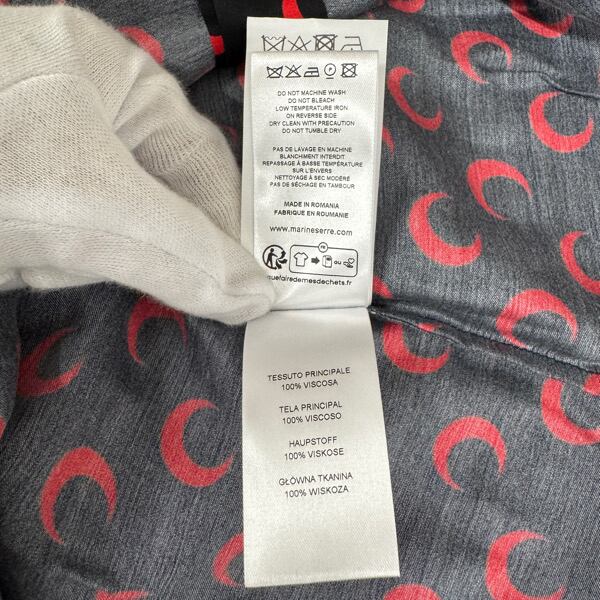 DO NOT MACHINE WASH
DO NOT BLEACH
LOW TEMPERATURE IRON
ON REVERSE SIDE
DRY CLEAN WITH PRECAUTION
DO NOT TUMBLE DRY
PAS DE LAVAGE EN MACHINE
BLANCHIMENT INTERDIT
REPASSAGE À BASSE TEMPÉRATURE
SUR L'ENVERS
NETTOYAGE À SEC MODÉRÉ
PAS DE SÉCHAGE EN TAMBOUR
MADE IN ROMANIA
FABRIQUE EN ROUMANIE
www.marineserre.com
FR
ou
quefairedemesdechets.fr
TESSUTO PRINCIPALE
100% VISCOSA
TELA PRINCIPAL
100% VISCOSO
HAUPSTOFF
100% VISKOSE
GŁÓWNA TKANINA
100% WISKOZA